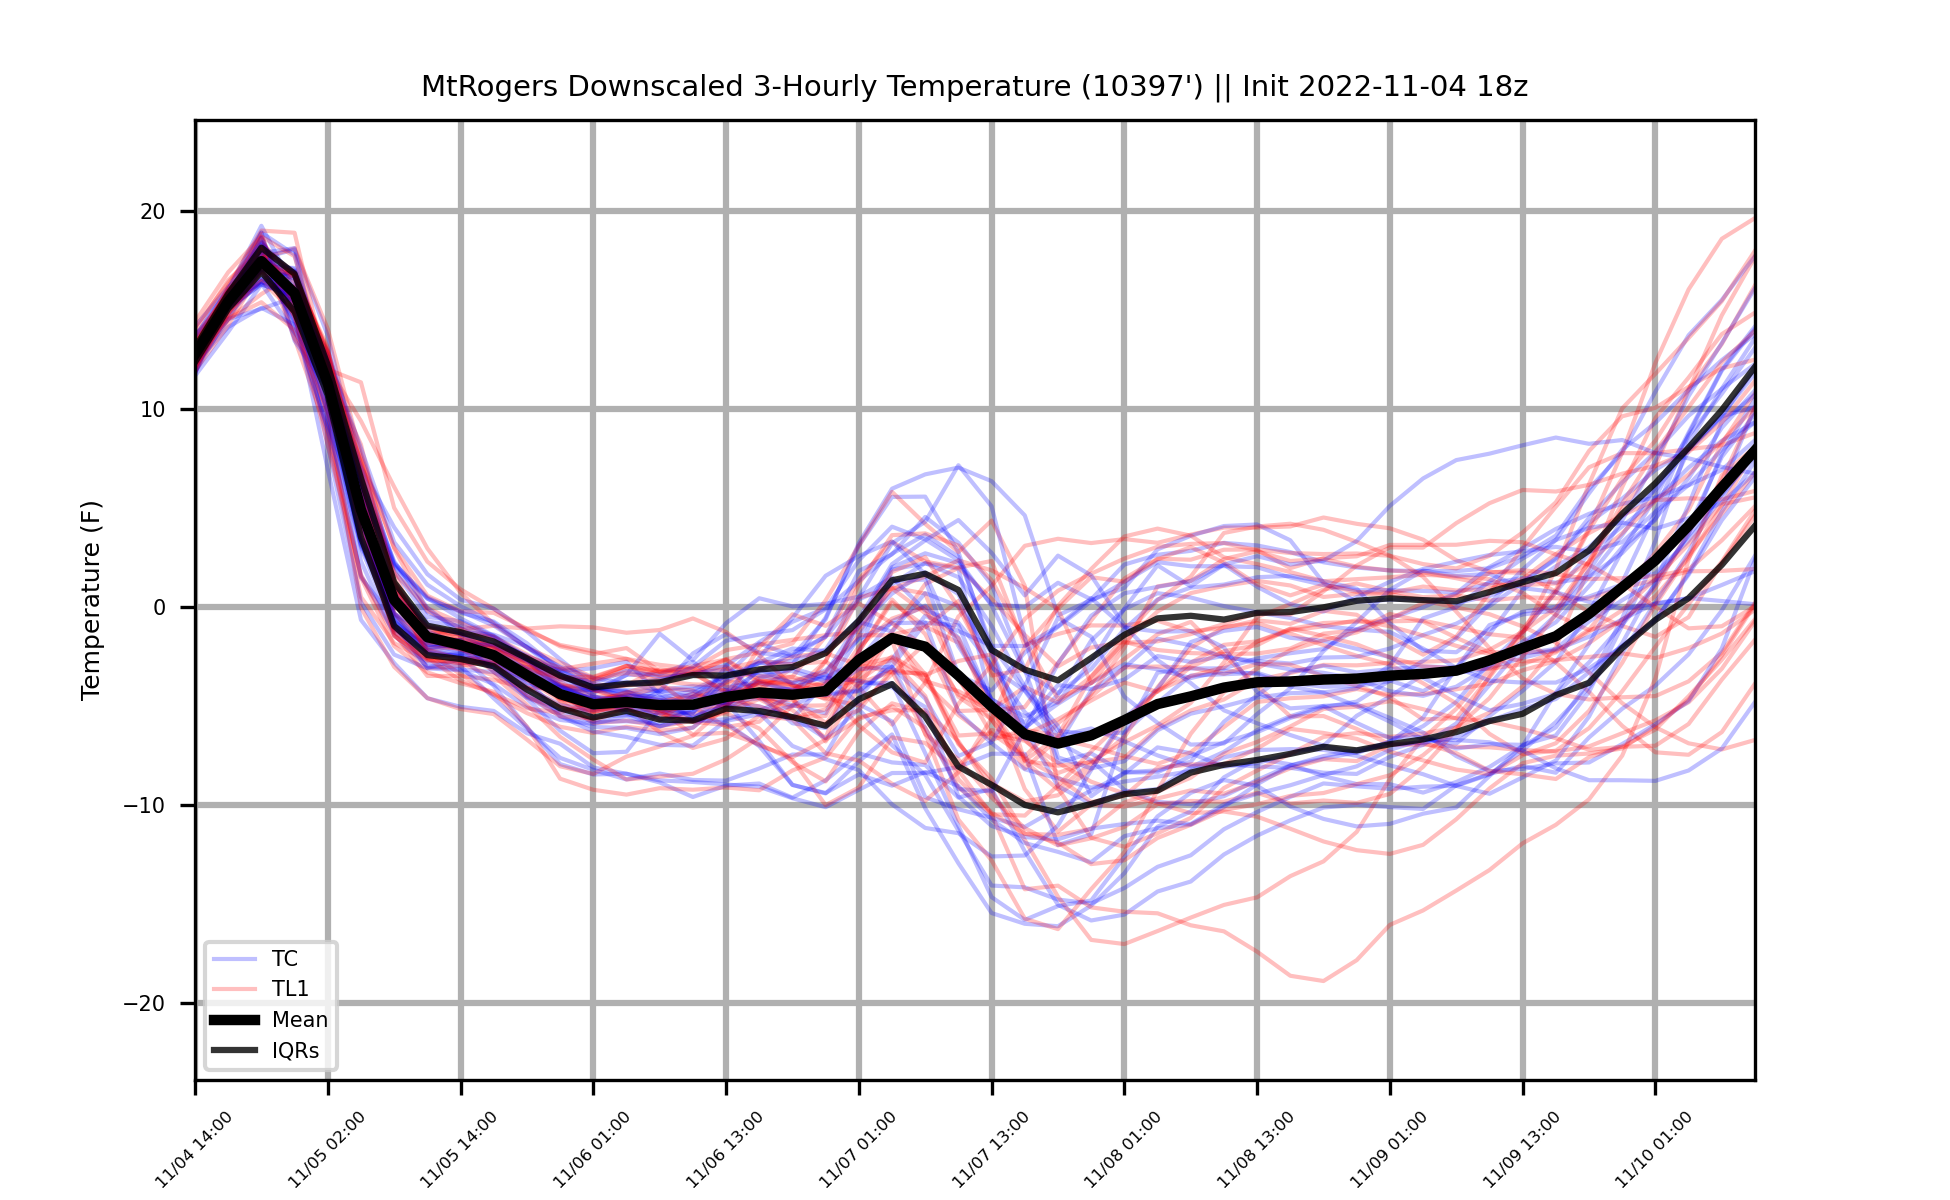 MtRogers Downscaled 3-Hourly Temperature (10397') || Init 2022-11-04 18z
Temperature (F)
20
10
0
−10
−20
TC
TL1
Mean
IQRs
11/04 14:00
11/05 02:00
11/05 14:00
11/06 01:00
11/06 13:00
11/07 01:00
11/07 13:00
11/08 01:00
11/08 13:00
11/09 01:00
11/09 13:00
11/10 01:00